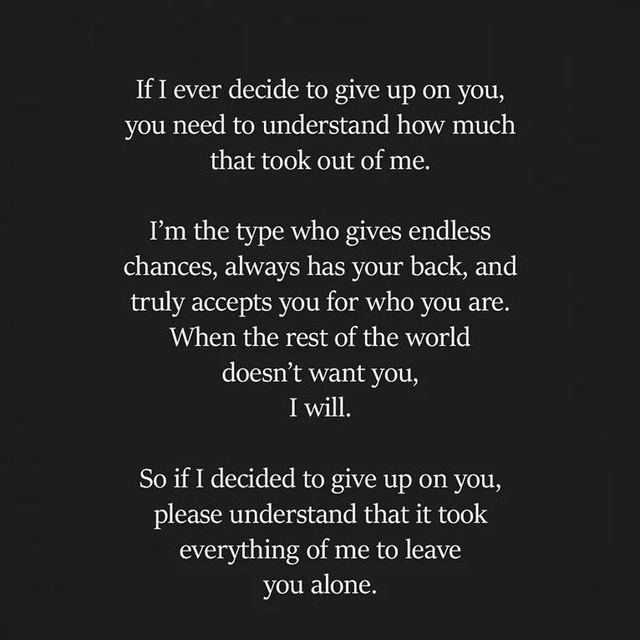 If I ever decide to give up on you,
you need to understand how much
that took out of me.
I’m the type who gives endless
chances, always has your back, and
truly accepts you for who you are.
When the rest of the world
doesn’t want you,
I will.
So if I decided to give up on you,
please understand that it took
everything of me to leave
you alone.